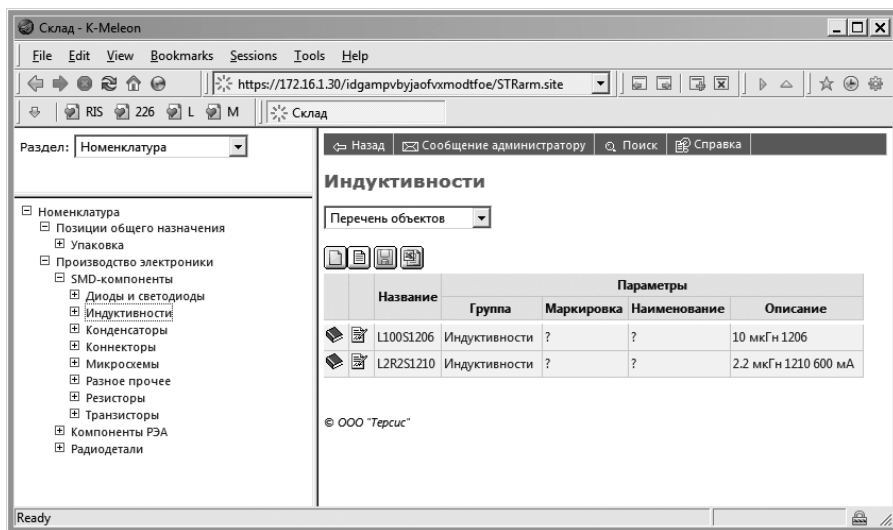 Склад - K-Meleon
File Edit View Bookmarks Sessions Tools Help
https://172.16.1.30/idgampvbyjaofvxmodtfoe/STRarm.site
RIS 226 L M Склад
Раздел: Номенклатура
Номенклатура
Позиции общего назначения
Упаковка
Производство электроники
SMD-компоненты
Диоды и светодиоды
Индуктивности
Конденсаторы
Коннекторы
Микросхемы
Разное прочее
Резисторы
Транзисторы
Компоненты РЭА
Радиодетали
Назад Сообщение администратору Поиск Справка
Индуктивности
Перечень объектов
Название Параметры
Группа Маркировка Наименование Описание
L100S1206 Индуктивности ? ? 10 мкГн 1206
L2R2S1210 Индуктивности ? ? 2.2 мкГн 1210 600 мА
© ООО "Терсис"
Ready